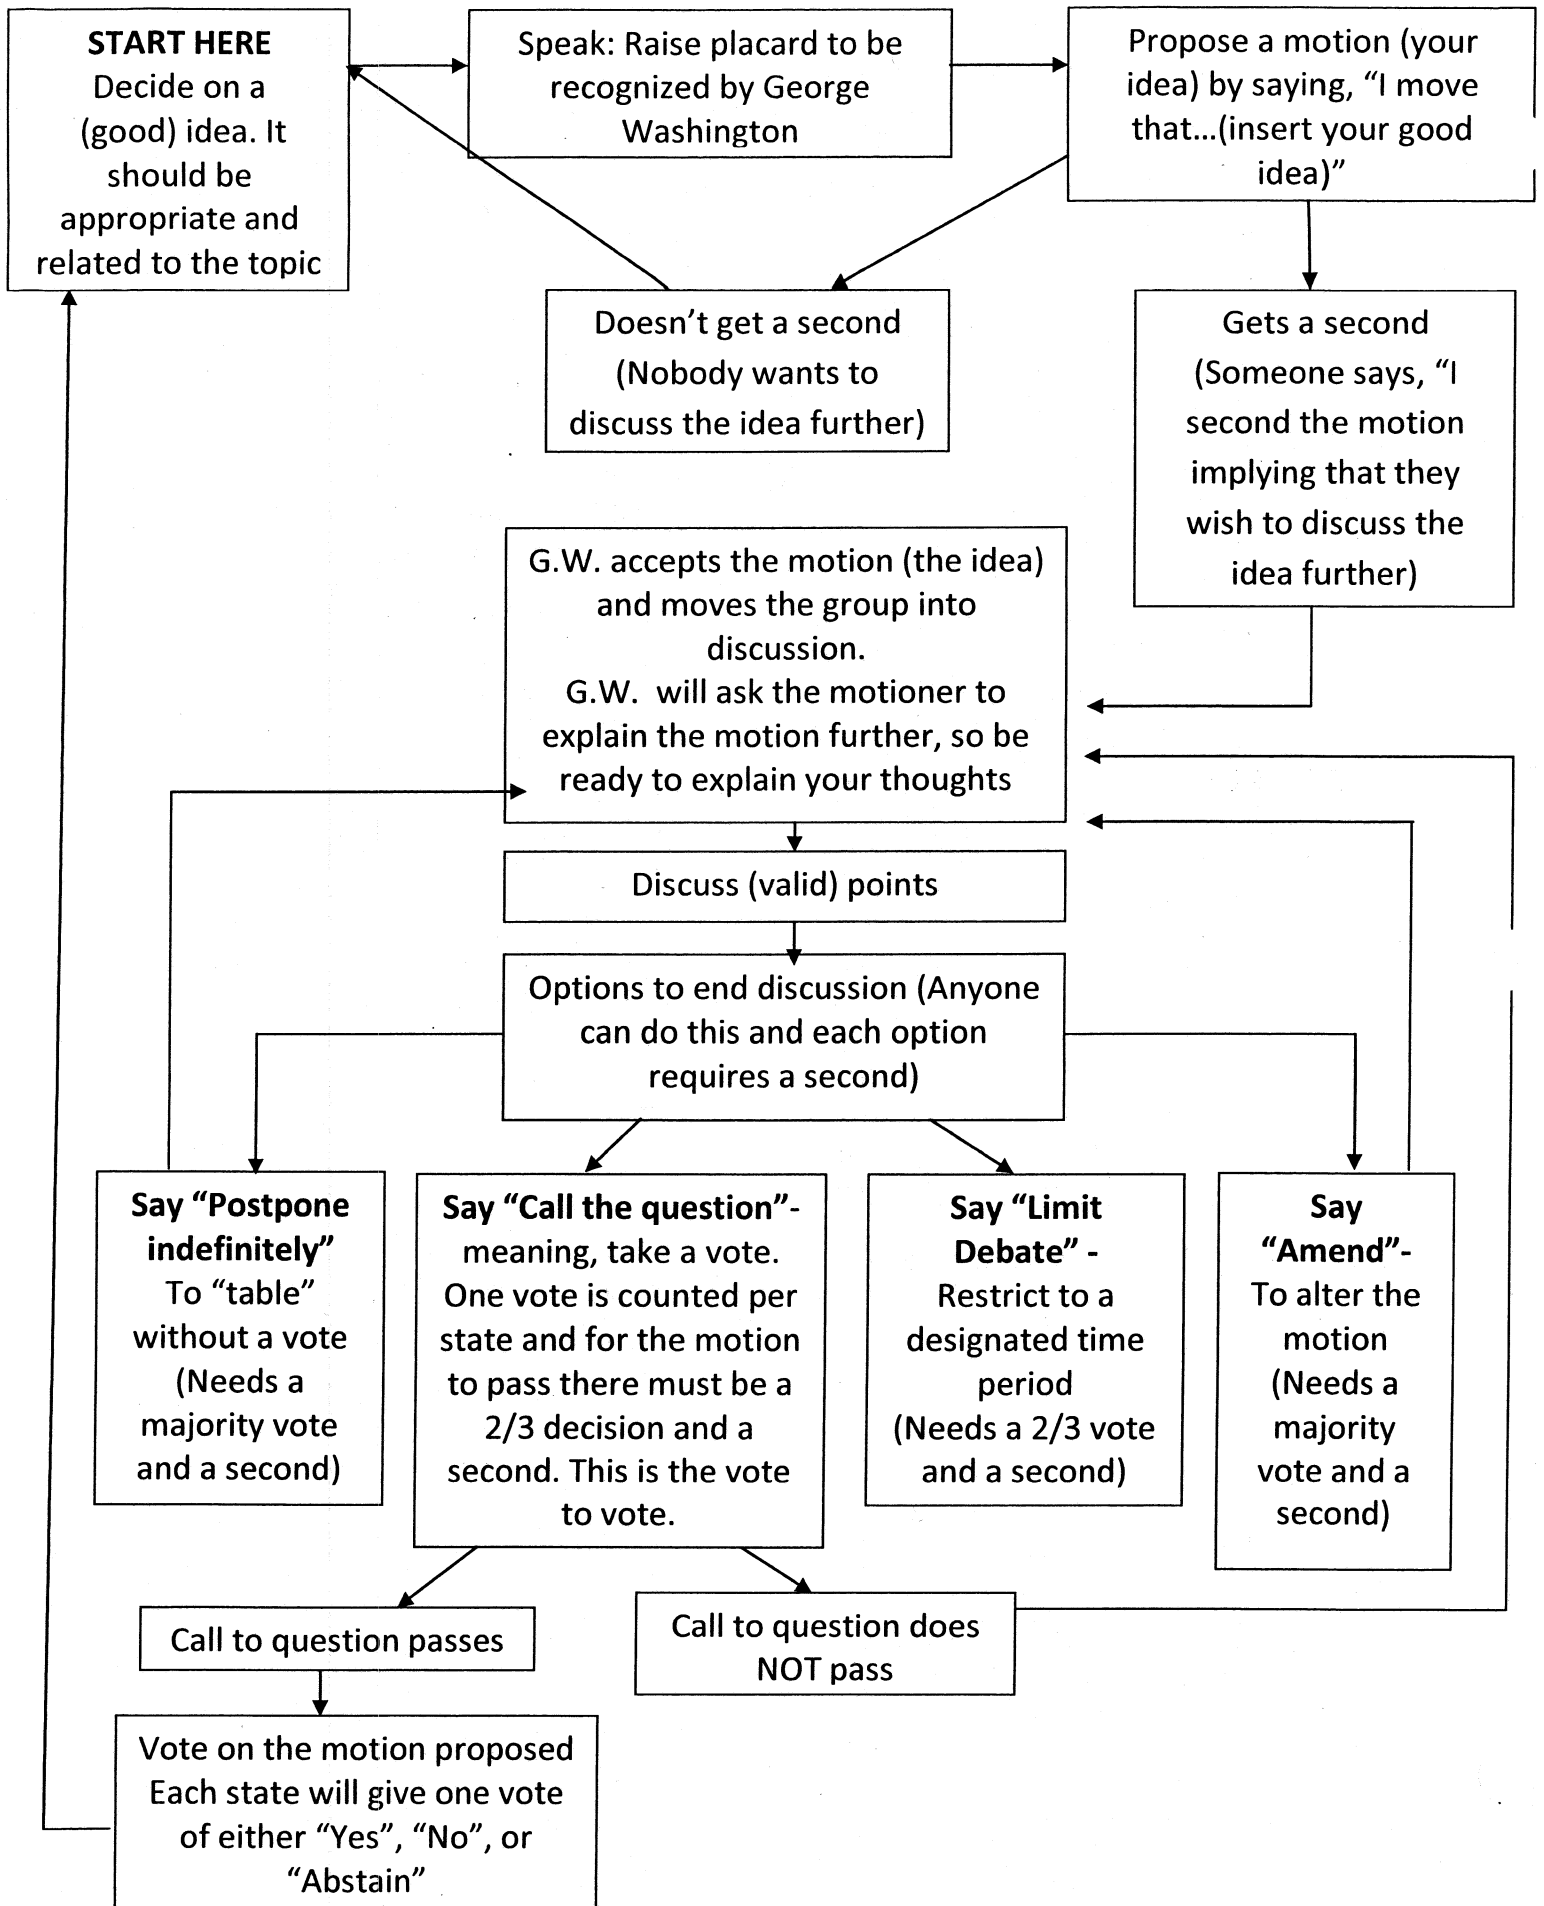 START HERE
Decide on a
(good) idea. It
should be
appropriate and
related to the topic
Speak: Raise placard to be
recognized by George
Washington
Propose a motion (your
idea) by saying, “I move
that...(insert your good
idea)”
Doesn’t get a second
(Nobody wants to
discuss the idea further)
Gets a second
(Someone says, “I
second the motion
implying that they
wish to discuss the
idea further)
G.W. accepts the motion (the idea)
and moves the group into
discussion.
G.W. will ask the motioner to
explain the motion further, so be
ready to explain your thoughts
Discuss (valid) points
Options to end discussion (Anyone
can do this and each option
requires a second)
Say “Postpone
indefinitely”
To “table”
without a vote
(Needs a
majority vote
and a second)
Say “Call the question”-
meaning, take a vote.
One vote is counted per
state and for the motion
to pass there must be a
2/3 decision and a
second. This is the vote
to vote.
Say “Limit
Debate” -
Restrict to a
designated time
period
(Needs a 2/3 vote
and a second)
Say
“Amend”-
To alter the
motion
(Needs a
majority
vote and a
second)
Call to question passes
Call to question does
NOT pass
Vote on the motion proposed
Each state will give one vote
of either “Yes”, “No”, or
“Abstain”